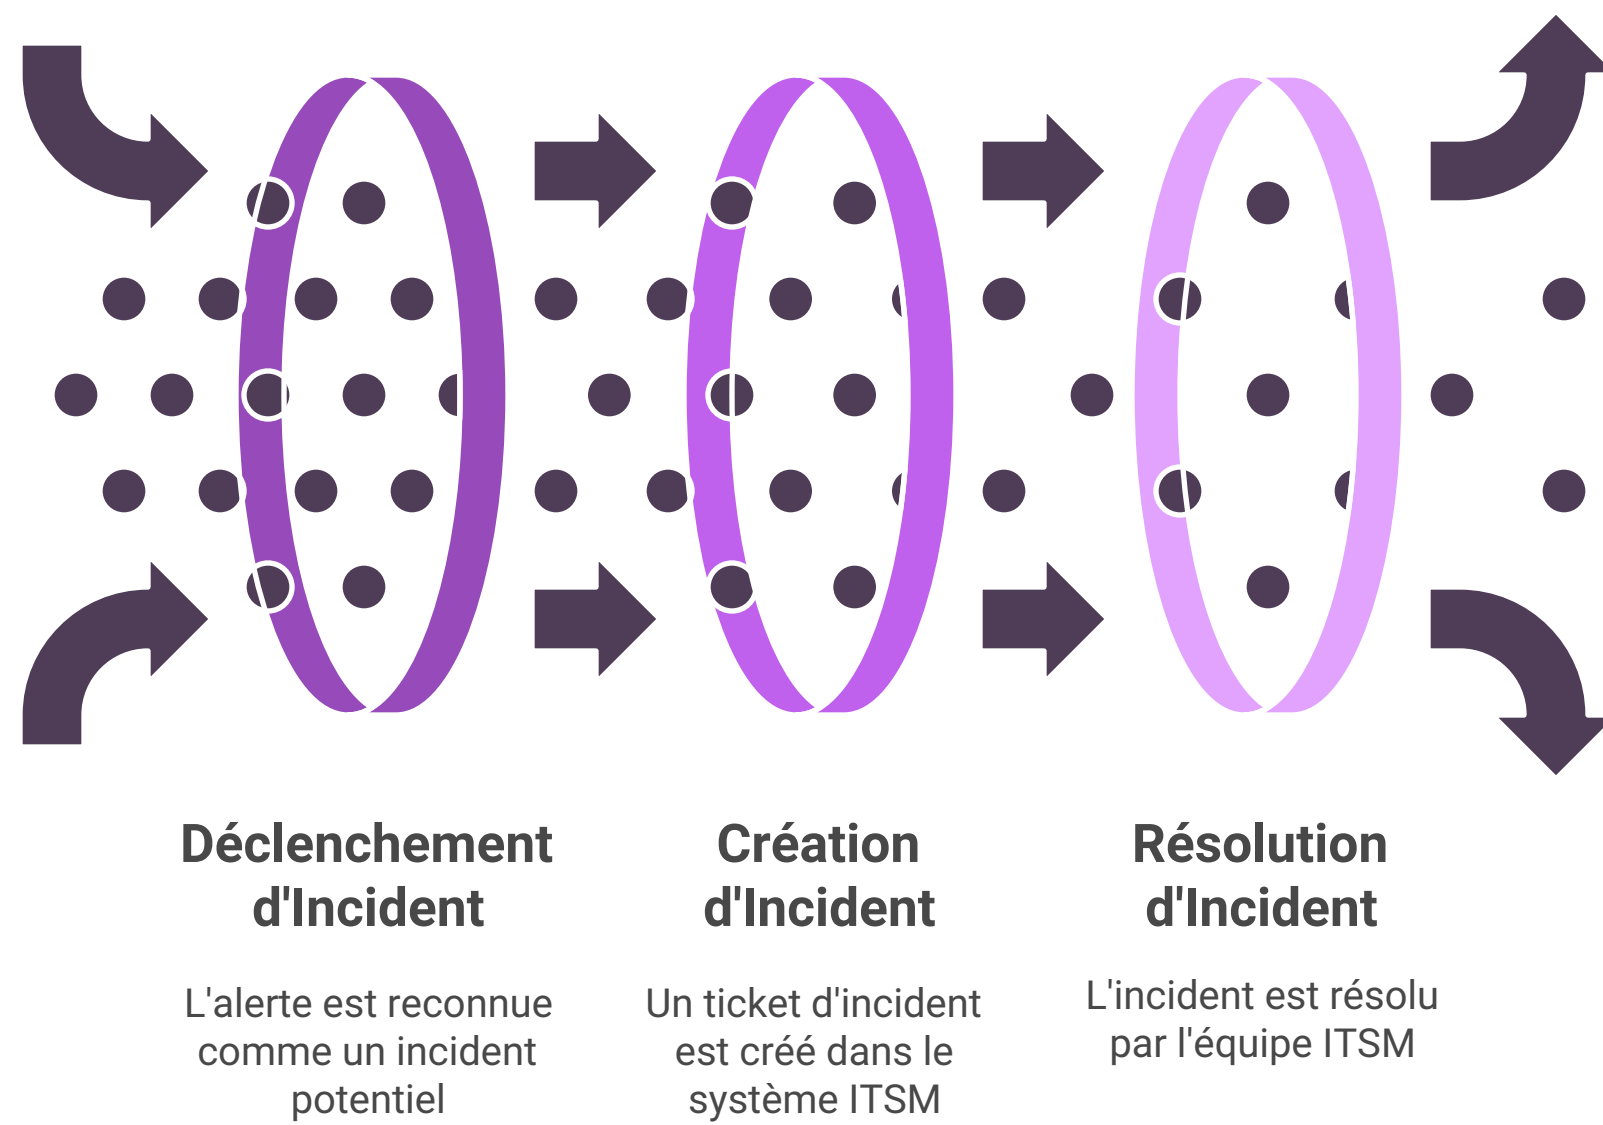 Déclenchement
d'Incident
L'alerte est reconnue
comme un incident
potentiel
Création
d'Incident
Un ticket d'incident
est créé dans le
système ITSM
Résolution
d'Incident
L'incident est résolu
par l'équipe ITSM